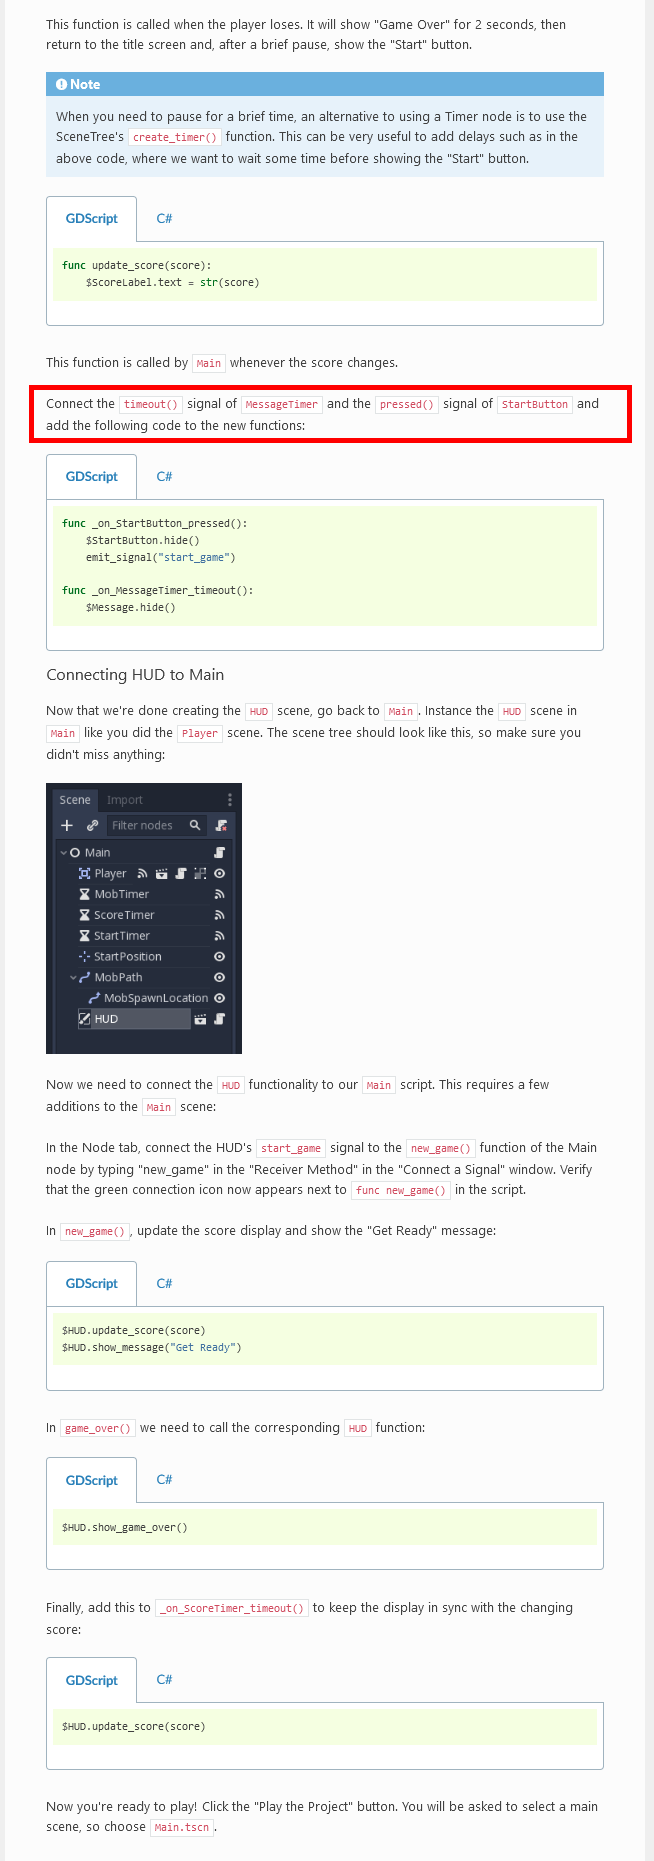 This function is called when the player loses. It will show "Game Over" for 2 seconds, then
return to the title screen and, after a brief pause, show the "Start" button.
Note
When you need to pause for a brief time, an alternative to using a Timer node is to use the
SceneTree's create_timer() function. This can be very useful to add delays such as in the
above code, where we want to wait some time before showing the "Start" button.
GDScript C#
func update_score(score):
    $ScoreLabel.text = str(score)
This function is called by Main whenever the score changes.
Connect the timeout() signal of MessageTimer and the pressed() signal of StartButton and
add the following code to the new functions:
GDScript C#
func _on_StartButton_pressed():
    $StartButton.hide()
    emit_signal("start_game")
func _on_MessageTimer_timeout():
    $Message.hide()
Connecting HUD to Main
Now that we're done creating the HUD scene, go back to Main. Instance the HUD scene in
Main like you did the Player scene. The scene tree should look like this, so make sure you
didn't miss anything:
Scene Import
Filter nodes
Main
Player
MobTimer
ScoreTimer
StartTimer
StartPosition
MobPath
MobSpawnLocation
HUD
Now we need to connect the HUD functionality to our Main script. This requires a few
additions to the Main scene:
In the Node tab, connect the HUD's start_game signal to the new_game() function of the Main
node by typing "new_game" in the "Receiver Method" in the "Connect a Signal" window. Verify
that the green connection icon now appears next to func new_game() in the script.
In new_game(), update the score display and show the "Get Ready" message:
GDScript C#
$HUD.update_score(score)
$HUD.show_message("Get Ready")
In game_over() we need to call the corresponding HUD function:
GDScript C#
$HUD.show_game_over()
Finally, add this to _on_ScoreTimer_timeout() to keep the display in sync with the changing
score:
GDScript C#
$HUD.update_score(score)
Now you're ready to play! Click the "Play the Project" button. You will be asked to select a main
scene, so choose Main.tscn.